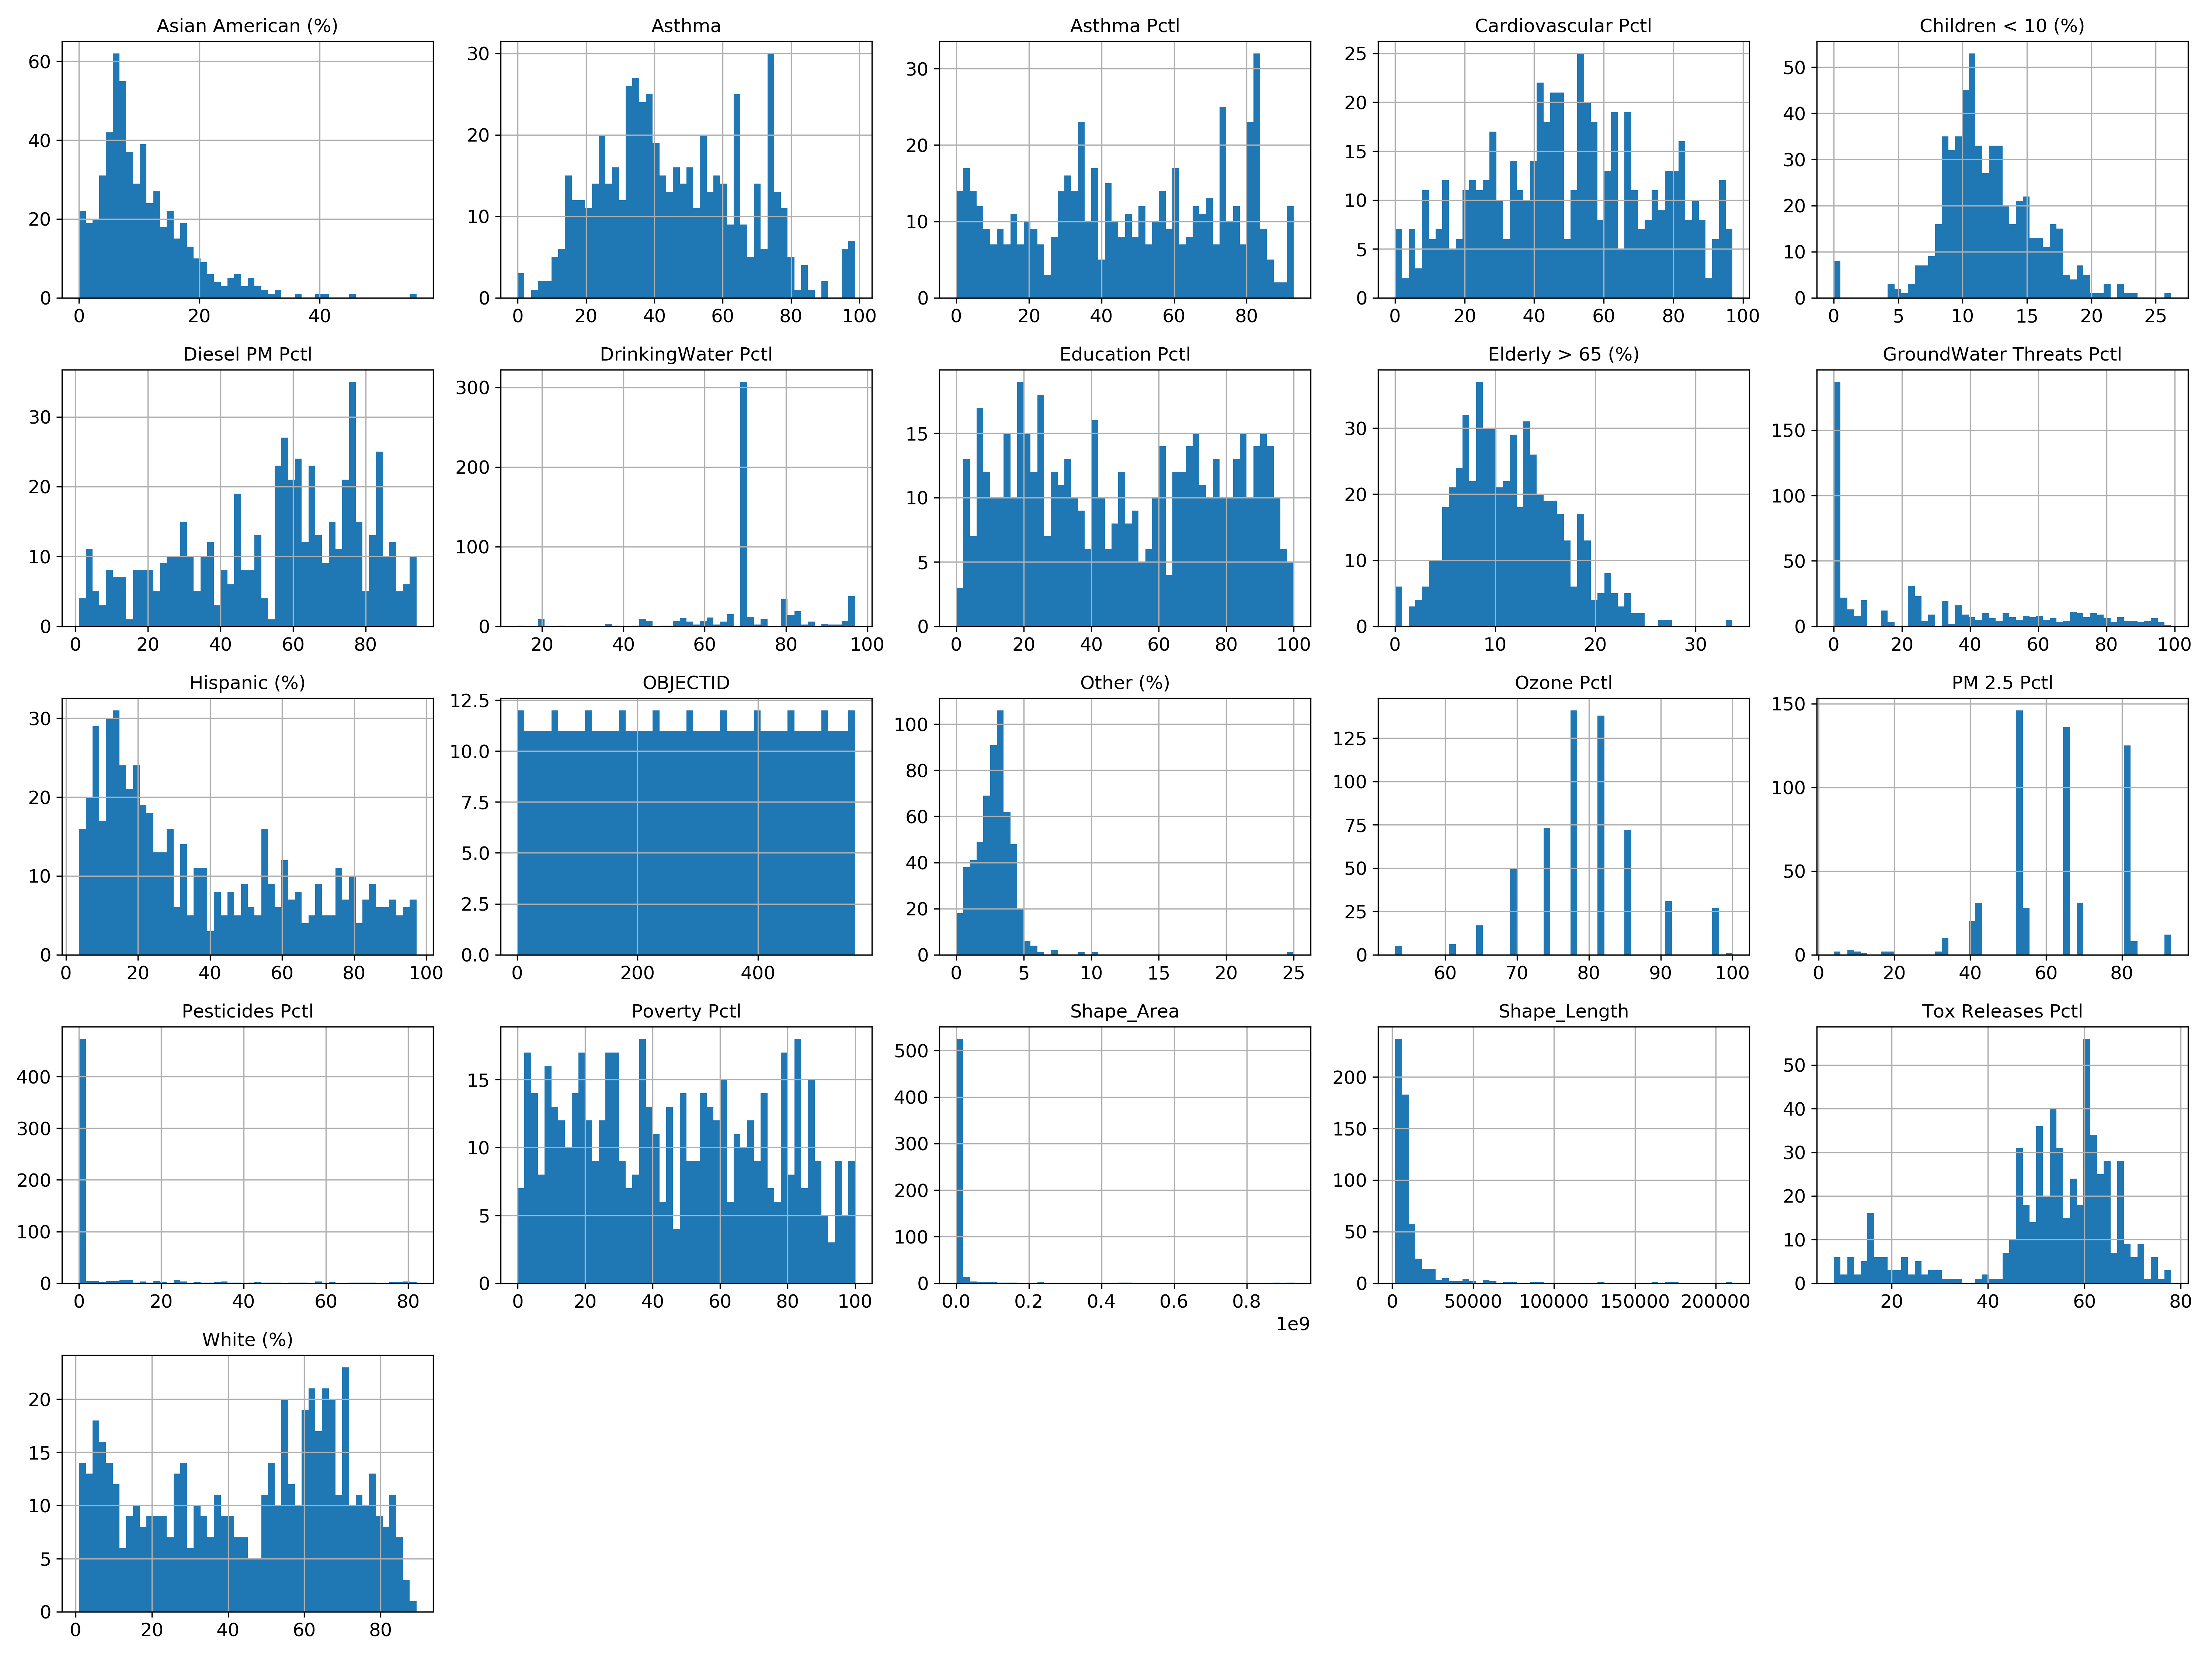 Asian American (%)
60
40
20
0
0 20 40
Asthma
30
20
10
0
0 20 40 60 80 100
Asthma Pctl
30
20
10
0
0 20 40 60 80
Cardiovascular Pctl
25
20
15
10
5
0
0 20 40 60 80 100
Children < 10 (%)
50
40
30
20
10
0
0 5 10 15 20 25
Diesel PM Pctl
30
20
10
0
0 20 40 60 80
DrinkingWater Pctl
300
200
100
0
20 40 60 80 100
Education Pctl
15
10
5
0
0 20 40 60 80 100
Elderly > 65 (%)
30
20
10
0
0 10 20 30
GroundWater Threats Pctl
150
100
50
0
0 20 40 60 80 100
Hispanic (%)
30
20
10
0
0 20 40 60 80 100
OBJECTID
12.5
10.0
7.5
5.0
2.5
0.0
0 200 400
Other (%)
100
80
60
40
20
0
0 5 10 15 20 25
Ozone Pctl
125
100
75
50
25
0
60 70 80 90 100
PM 2.5 Pctl
150
100
50
0
0 20 40 60 80
Pesticides Pctl
400
300
200
100
0
0 20 40 60 80
Poverty Pctl
15
10
5
0
0 20 40 60 80 100
Shape_Area
500
400
300
200
100
0
0.0 0.2 0.4 0.6 0.8
1e9
Shape_Length
200
150
100
50
0
0 50000 100000 150000 200000
Tox Releases Pctl
50
40
30
20
10
0
20 40 60 80
White (%)
20
15
10
5
0
0 20 40 60 80